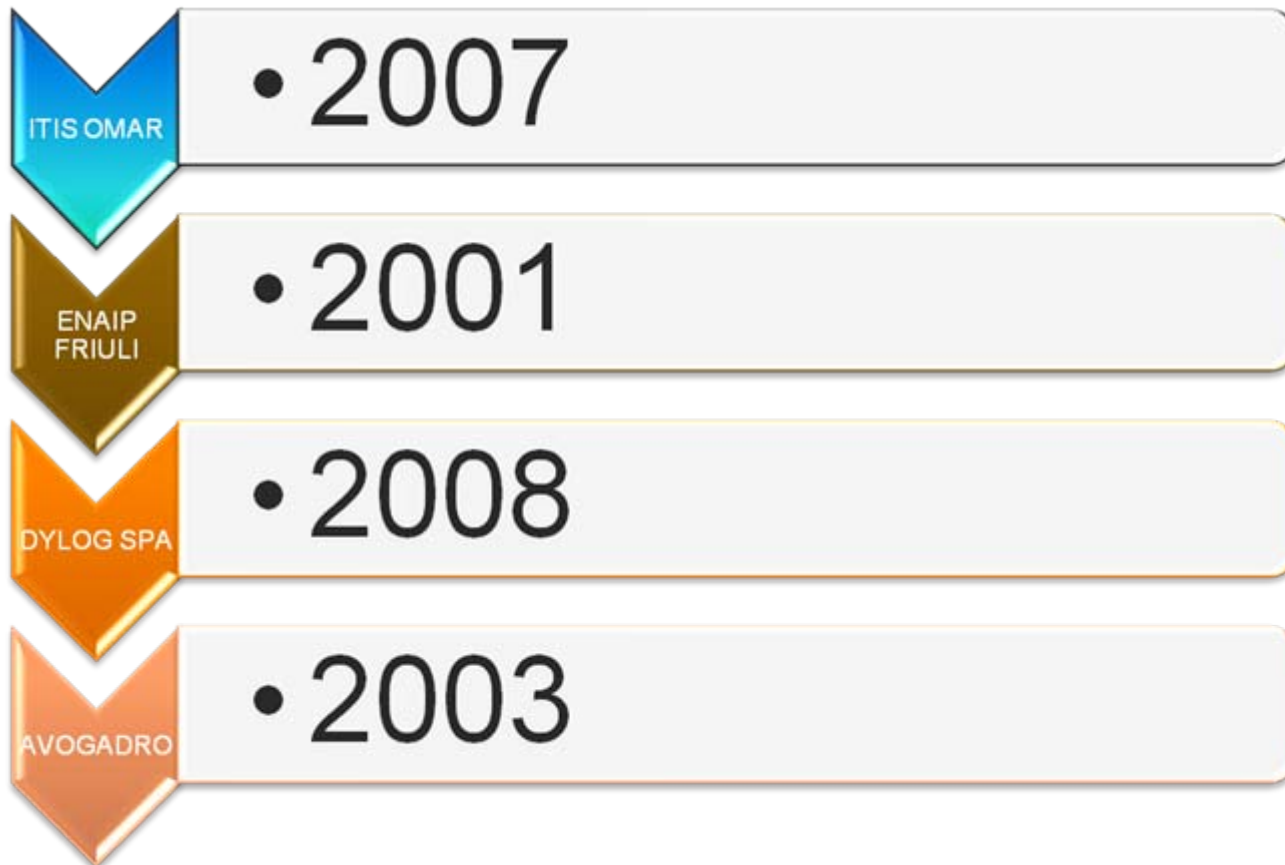 ITIS OMAR
• 2007
ENAIP
FRIULI
• 2001
DYLOG SPA
• 2008
AVOGADRO
• 2003